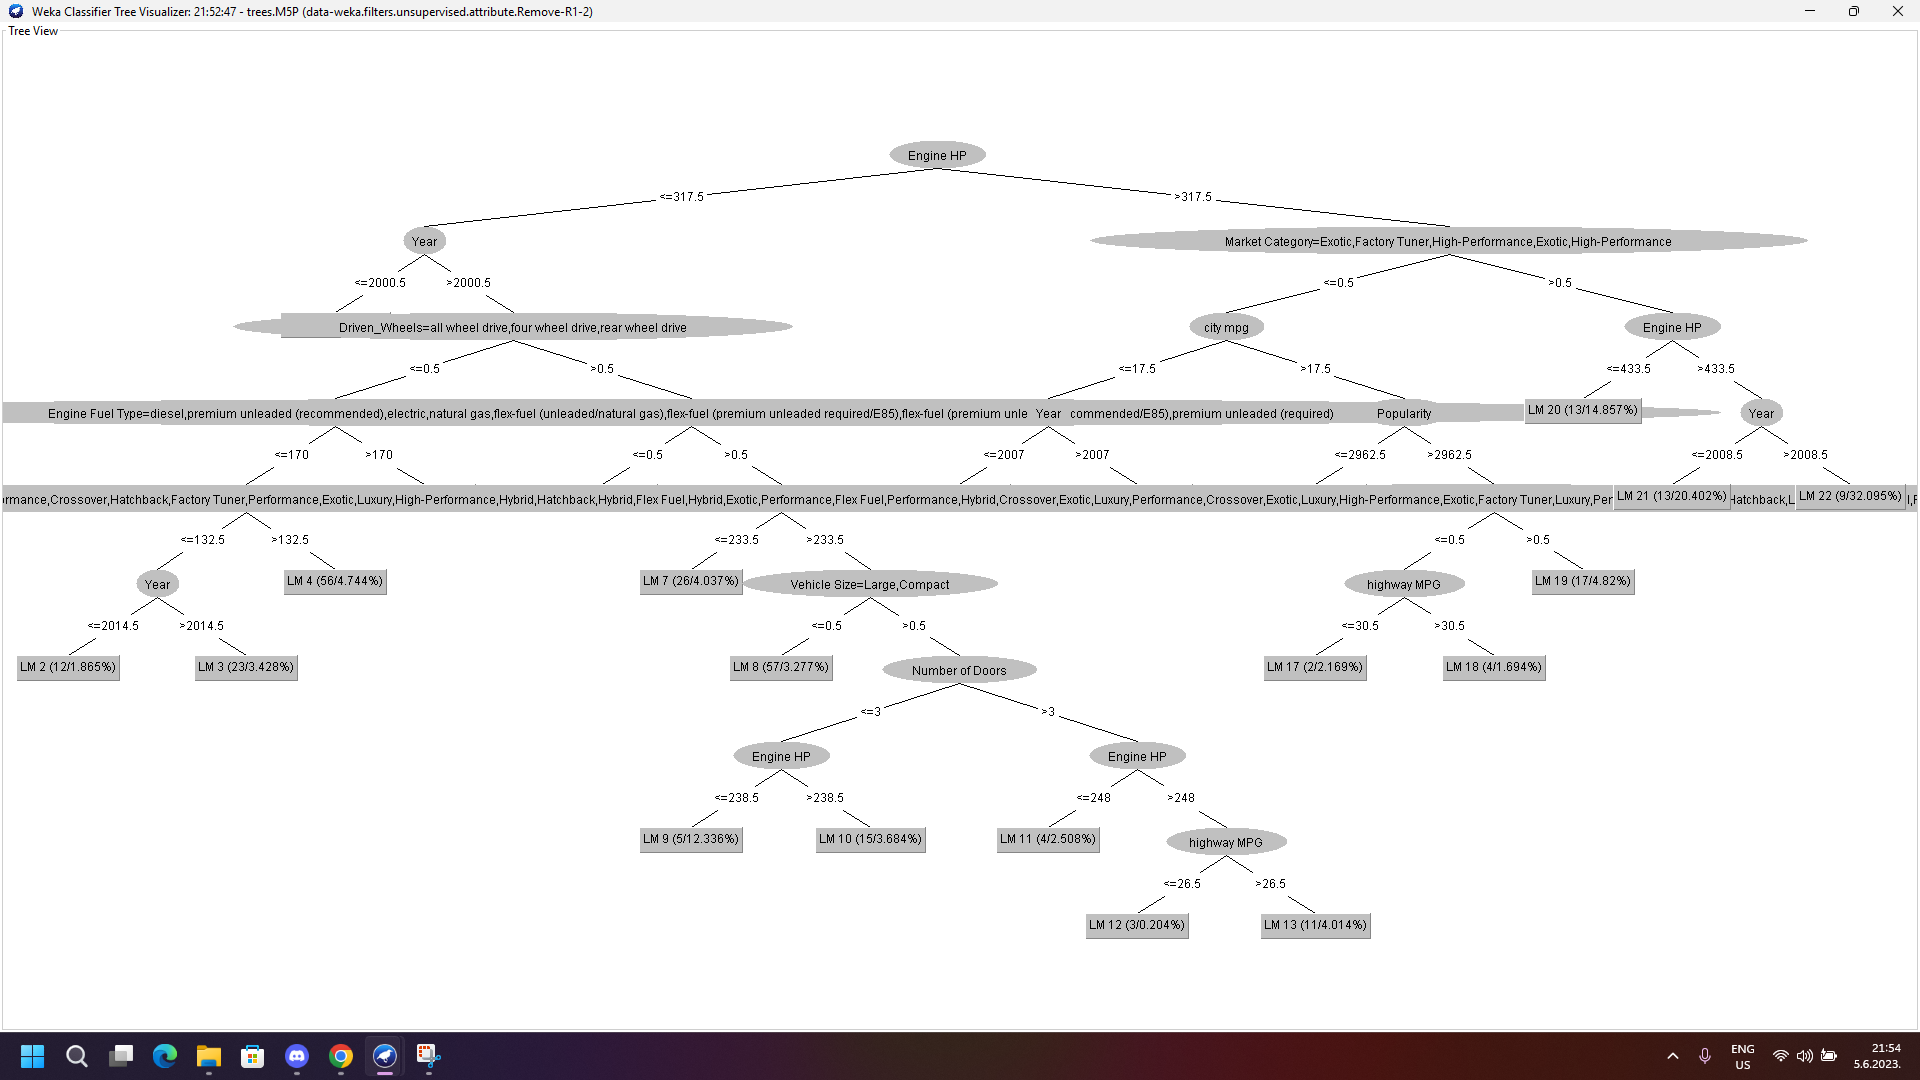 Weka Classifier Tree Visualizer: 21:52:47 - trees.M5P (data-weka.filters.unsupervised.attribute.Remove-R1-2)
Tree View
Engine HP
<=317.5 >317.5
Year Market Category=Exotic,Factory Tuner,High-Performance,Exotic,High-Performance
<=2000.5 >2000.5 <=0.5 >0.5
Driven_Wheels=all wheel drive,four wheel drive,rear wheel drive city mpg Engine HP
<=0.5 >0.5 <=17.5 >17.5 <=433.5 >433.5
Engine Fuel Type=diesel,premium unleaded (recommended),electric,natural gas,flex-fuel (unleaded/natural gas),flex-fuel (premium unleaded required/E85),flex-fuel (premium unle Year commended/E85),premium unleaded (required) Popularity LM 20 (13/14.857%) Year
<=170 >170 <=0.5 >0.5 <=2007 >2007 <=2962.5 >2962.5 <=2008.5 >2008.5
rmance,Crossover,Hatchback,Factory Tuner,Performance,Exotic,Luxury,High-Performance,Hybrid,Hatchback,Hybrid,Flex Fuel,Hybrid,Exotic,Performance,Flex Fuel,Performance,Hybrid,Crossover,Exotic,Luxury,Performance,Crossover,Exotic,Luxury,High-Performance,Exotic,Factory Tuner,Luxury,Per LM 21 (13/20.402%) Hatchback,L LM 22 (9/32.095%)
<=132.5 >132.5 <=233.5 >233.5 <=0.5 >0.5
Year LM 4 (56/4.744%) LM 7 (26/4.037%) Vehicle Size=Large,Compact highway MPG LM 19 (17/4.82%)
<=2014.5 >2014.5 <=0.5 >0.5 <=30.5 >30.5
LM 2 (12/1.865%) LM 3 (23/3.428%) LM 8 (57/3.277%) Number of Doors LM 17 (2/2.169%) LM 18 (4/1.694%)
<=3 >3
Engine HP Engine HP
<=238.5 >238.5 <=248 >248
LM 9 (5/12.336%) LM 10 (15/3.684%) LM 11 (4/2.508%) highway MPG
<=26.5 >26.5
LM 12 (3/0.204%) LM 13 (11/4.014%)
ENG
US
21:54
5.6.2023.